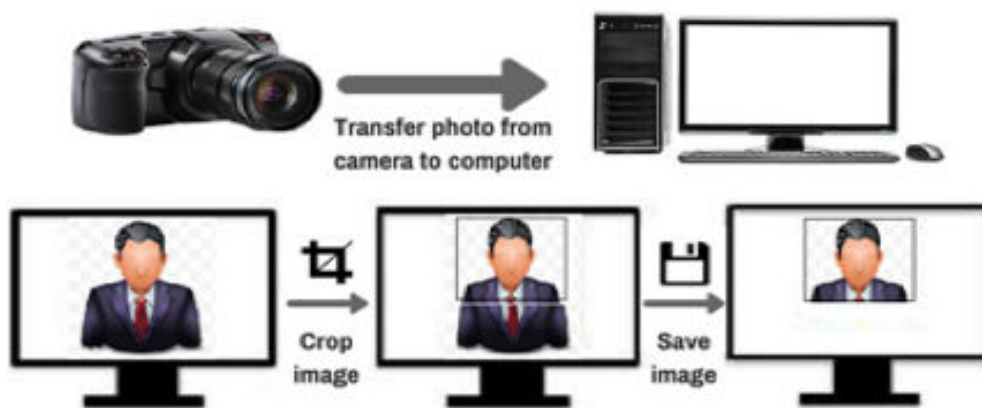 Transfer photo from
camera to computer
Crop
image
Save
image